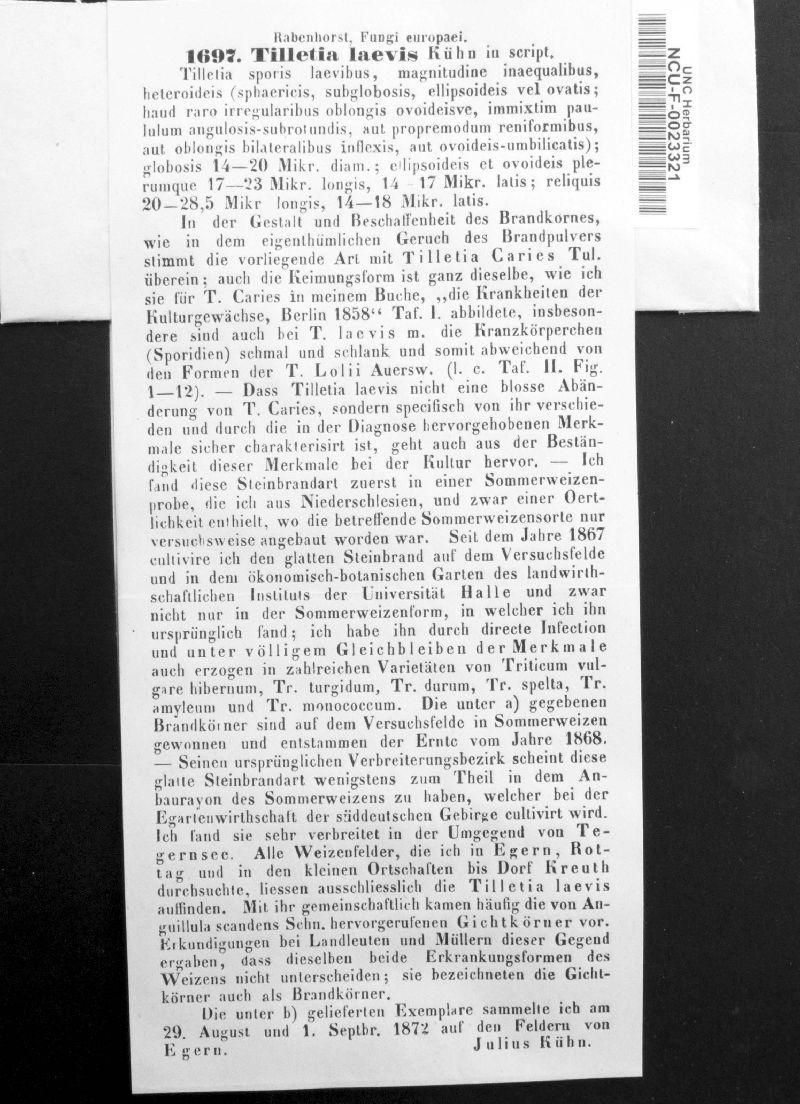 Rabenhorst, Fungi europaei.
1697. Tilletia laevis Kühn in script.
Tilletia sporis laevibus, magnitudine inaequalibus,
heteroideis (sphaericis, subglobosis, ellipsoideis vel ovatis;
haud raro irregularibus oblongis ovoideisve, immixtim pau-
lulum angulosis-subrotundis, aut propremodum reniformibus,
aut oblongis bilateralibus inflexis, aut ovoideis-umbilicatis);
globosis 14—20 Mikr. diam.; ellipsoideis et ovoideis ple-
rumque 17—23 Mikr. longis, 14—17 Mikr. latis; reliquis
20—28,5 Mikr longis, 14—18 Mikr. latis.
In der Gestalt und Beschaffenheit des Brandkornes,
wie in dem eigenthümlichen Geruch des Brandpulvers
stimmt die vorliegende Art mit Tilletia Caries Tul.
überein; auch die Keimungsform ist ganz dieselbe, wie ich
sie für T. Caries in meinem Buche, „die Krankheiten der
Kulturgewächse, Berlin 1858“ Taf. I. abbildete, insbeson-
dere sind auch bei T. laevis m. die Kranzkörperchen
(Sporidien) schmal und schlank und somit abweichend von
den Formen der T. Lolii Auersw. (l. c. Taf. II. Fig.
1—12). — Dass Tilletia laevis nicht eine blosse Abän-
derung von T. Caries, sondern specifisch von ihr verschie-
den und durch die in der Diagnose hervorgehobenen Merk-
male sicher charakterisirt ist, geht auch aus der Bestän-
digkeit dieser Merkmale bei der Kultur hervor. — Ich
fand diese Steinbrandart zuerst in einer Sommerweizen-
probe, die ich aus Niederschlesien, und zwar einer Oert-
lichkeit enthielt, wo die betreffende Sommerweizensorte nur
versuchsweise angebaut worden war. Seit dem Jahre 1867
cultivire ich den glatten Steinbrand auf dem Versuchsfelde
und in dem ökonomisch-botanischen Garten des landwirth-
schaftlichen Instituts der Universität Halle und zwar
nicht nur in der Sommerweizenform, in welcher ich ihn
ursprünglich fand; ich habe ihn durch directe Infection
und unter völligem Gleichbleiben der Merkmale
auch erzogen in zahlreichen Varietäten von Triticum vul-
gare hibernum, Tr. turgidum, Tr. durum, Tr. spelta, Tr.
amyleum und Tr. monococcum. Die unter a) gegebenen
Brandkörner sind auf dem Versuchsfelde in Sommerweizen
gewonnen und entstammen der Ernte vom Jahre 1868.
— Seinen ursprünglichen Verbreiterungsbezirk scheint diese
glatte Steinbrandart wenigstens zum Theil in dem An-
baurayon des Sommerweizens zu haben, welcher bei der
Egartenwirthschaft der süddeutschen Gebirge cultivirt wird.
Ich fand sie sehr verbreitet in der Umgegend von Te-
gernsee. Alle Weizenfelder, die ich in Egern, Rot-
tag und in den kleinen Ortschaften bis Dorf Kreuth
durchsuchte, liessen ausschliesslich die Tilletia laevis
auffinden. Mit ihr gemeinschaftlich kamen häufig die von An-
guillula scandens Schn. hervorgerufenen Gichtkörner vor.
Erkundigungen bei Landleuten und Müllern dieser Gegend
ergaben, dass dieselben beide Erkrankungsformen des
Weizens nicht unterscheiden; sie bezeichneten die Gicht-
körner auch als Brandkörner.
Die unter b) gelieferten Exemplare sammelte ich am
29. August und 1. Septbr. 1872 auf den Feldern von
Egern.
Julius Kühn.
UNC Herbarium
NCU-F-0023321